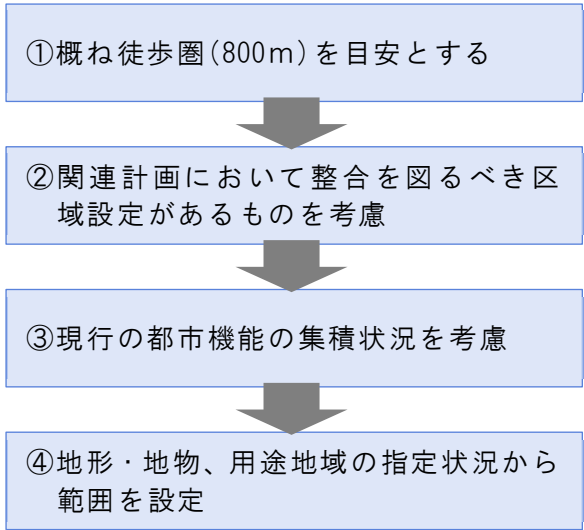 ①概ね徒歩圏(800m)を目安とする
②関連計画において整合を図るべき区
域設定があるものを考慮
③現行の都市機能の集積状況を考慮
④地形・地物、用途地域の指定状況から
範囲を設定